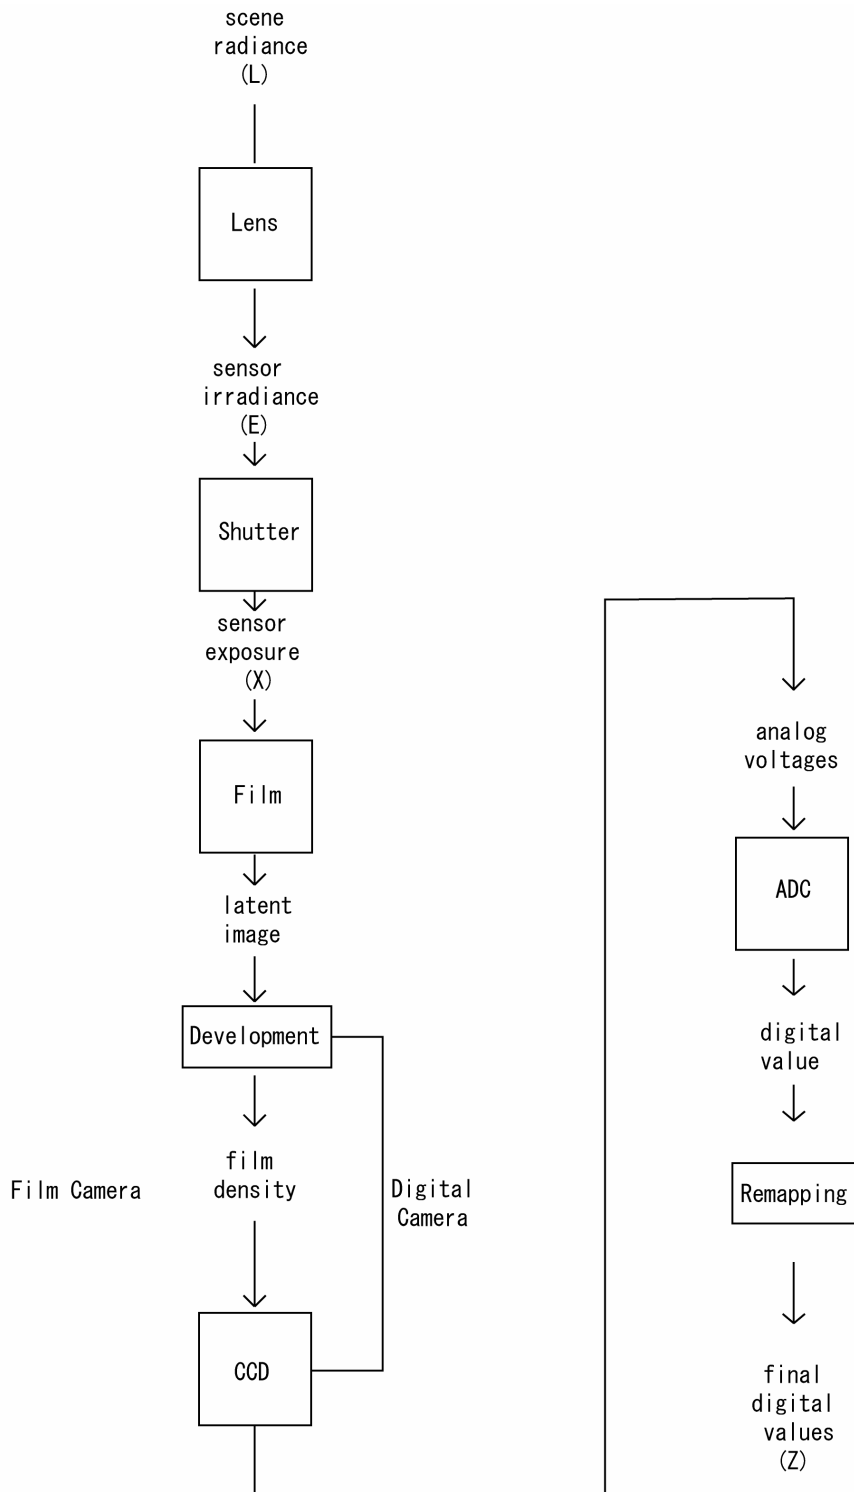 scene
radiance
(L)
Lens
sensor
irradiance
(E)
Shutter
sensor
exposure
(X)
Film
latent
image
Development
film
density
Film Camera
Digital
Camera
CCD
analog
voltages
ADC
digital
value
Remapping
final
digital
values
(Z)